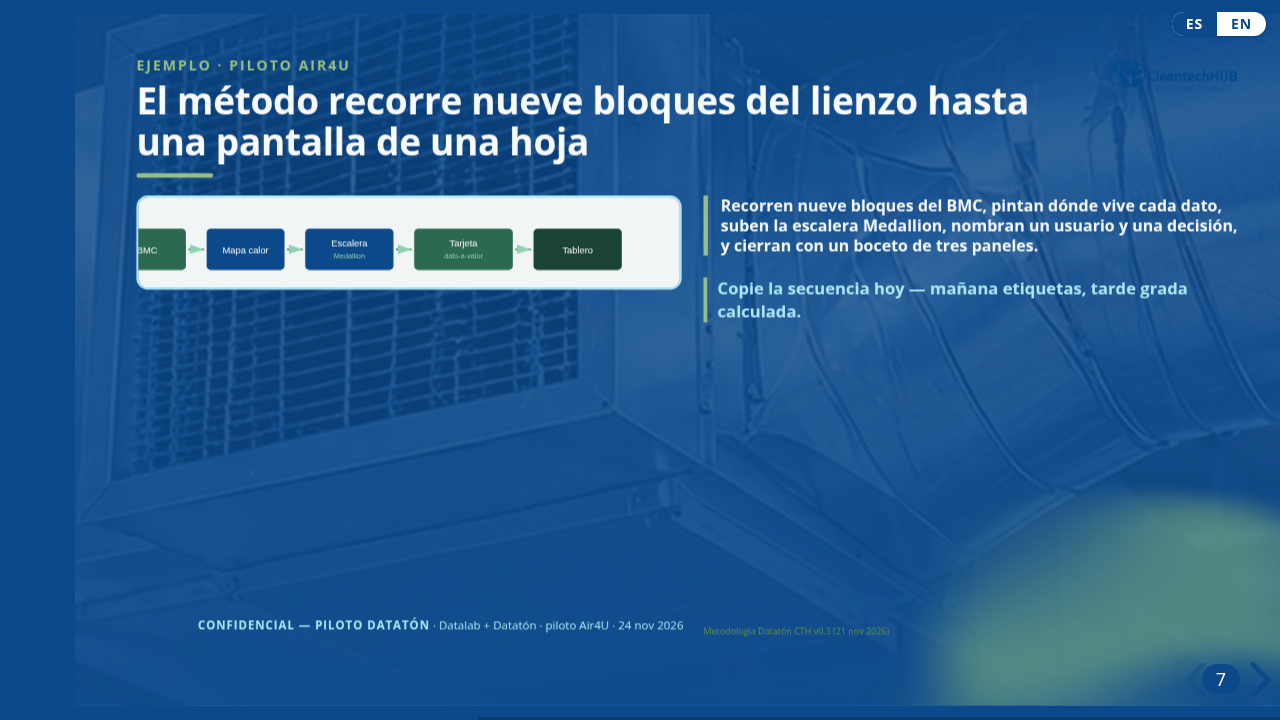 ES EN
CleantechHUB
EJEMPLO · PILOTO AIR4U
El método recorre nueve bloques del lienzo hasta
una pantalla de una hoja
BMC
Mapa calor
Escalera
Medallion
Tarjeta
dato-a-valor
Tablero
Recorren nueve bloques del BMC, pintan dónde vive cada dato,
suben la escalera Medallion, nombran un usuario y una decisión,
y cierran con un boceto de tres paneles.
Copie la secuencia hoy — mañana etiquetas, tarde grada
calculada.
CONFIDENCIAL — PILOTO DATATÓN · Datalab + Datatón · piloto Air4U · 24 nov 2026
Metodología Datatón CTH v0.3 (21 nov 2026)
7